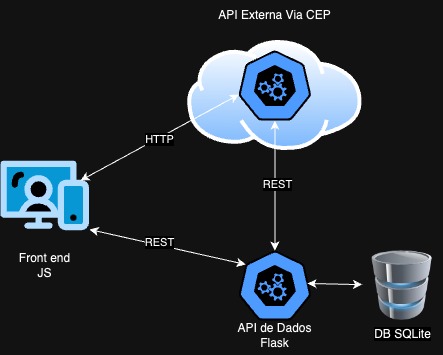 API Externa Via CEP
HTTP
REST
REST
Front end
JS
API de Dados
Flask
DB SQLite